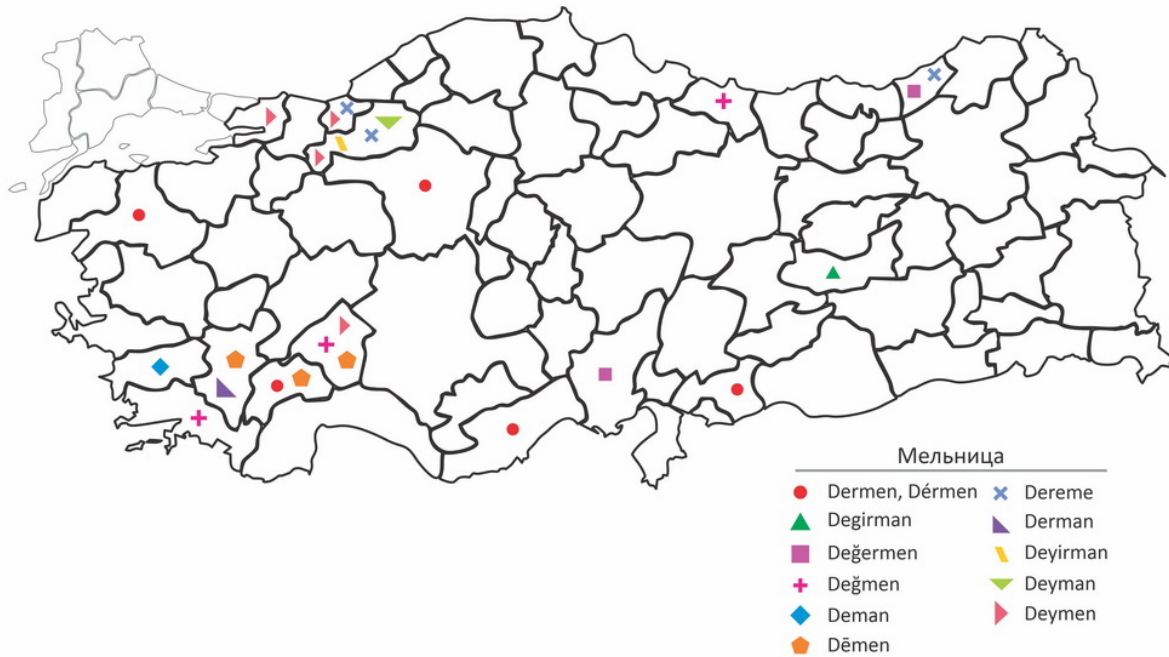 Мельница
Dermen, Dérmen
Degirman
Değermen
Değmen
Deman
Dēmen
Dereme
Derman
Deyirman
Deyman
Deymen